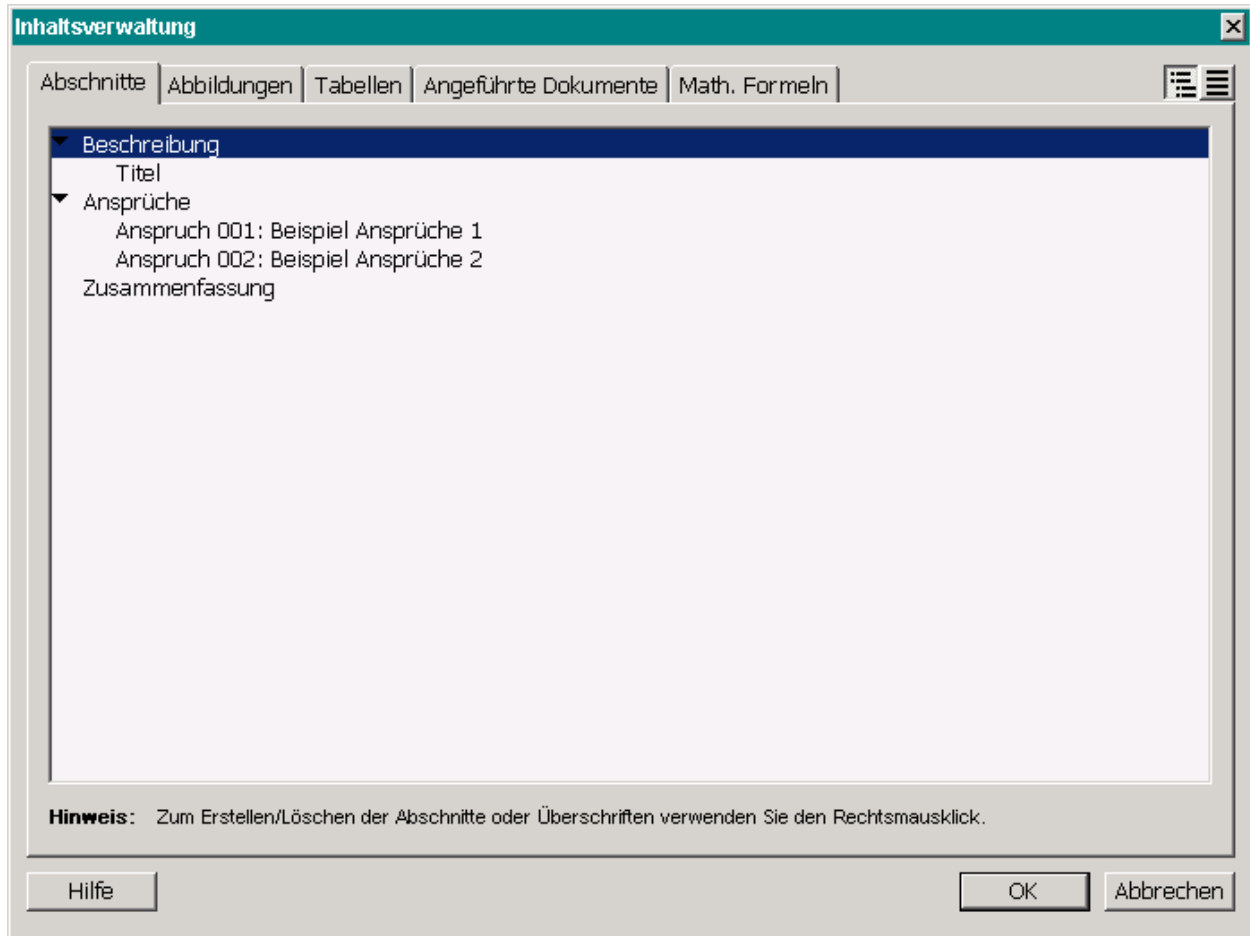 Inhaltsverwaltung
Abschnitte Abbildungen Tabellen Angeführte Dokumente Math. Formeln
Beschreibung
Titel
Ansprüche
Anspruch 001: Beispiel Ansprüche 1
Anspruch 002: Beispiel Ansprüche 2
Zusammenfassung
Hinweis: Zum Erstellen/Löschen der Abschnitte oder Überschriften verwenden Sie den Rechtsmausklick.
Hilfe OK Abbrechen